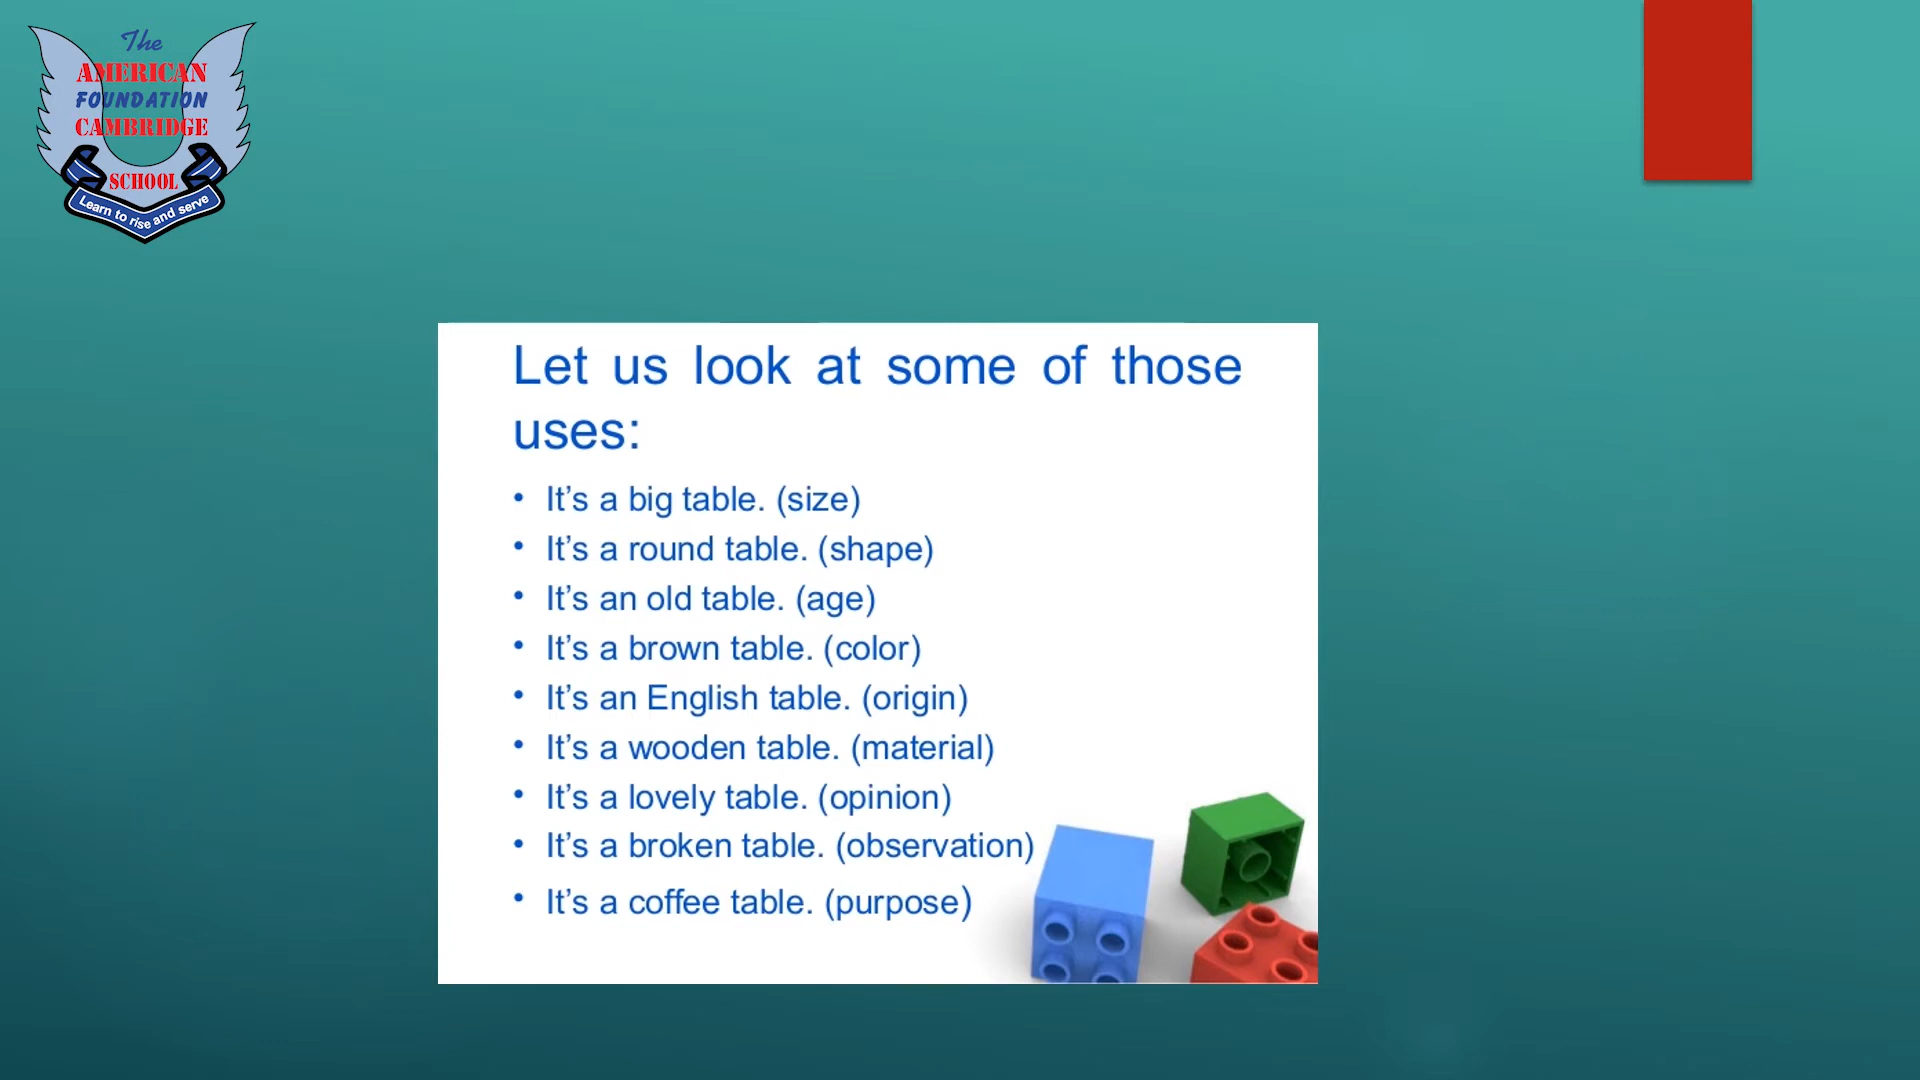 The
AMERICAN
FOUNDATION
CAMBRIDGE
SCHOOL
Learn to rise and serve
Let us look at some of those
uses:
• It’s a big table. (size)
• It’s a round table. (shape)
• It’s an old table. (age)
• It’s a brown table. (color)
• It’s an English table. (origin)
• It’s a wooden table. (material)
• It’s a lovely table. (opinion)
• It’s a broken table. (observation)
• It’s a coffee table. (purpose)